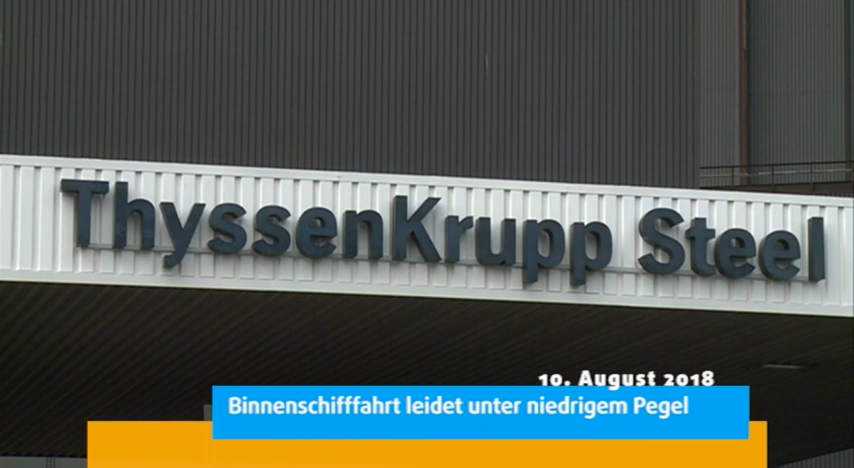 ThyssenKrupp Steel
10. August 2018
Binnenschifffahrt leidet unter niedrigem Pegel